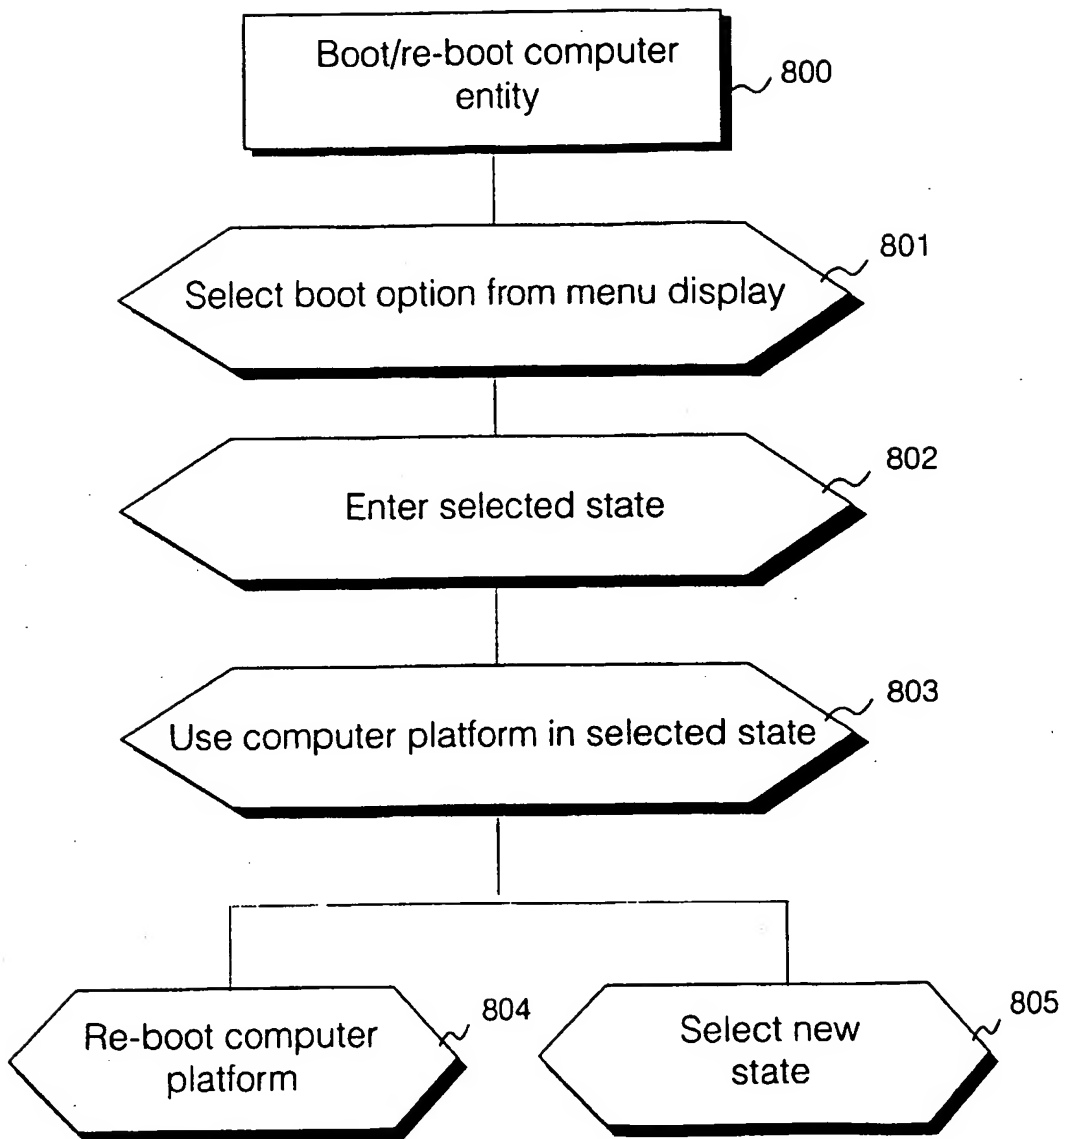 Boot/re-boot computer
entity
800
Select boot option from menu display
801
Enter selected state
802
Use computer platform in selected state
803
Re-boot computer
platform
804
Select new
state
805